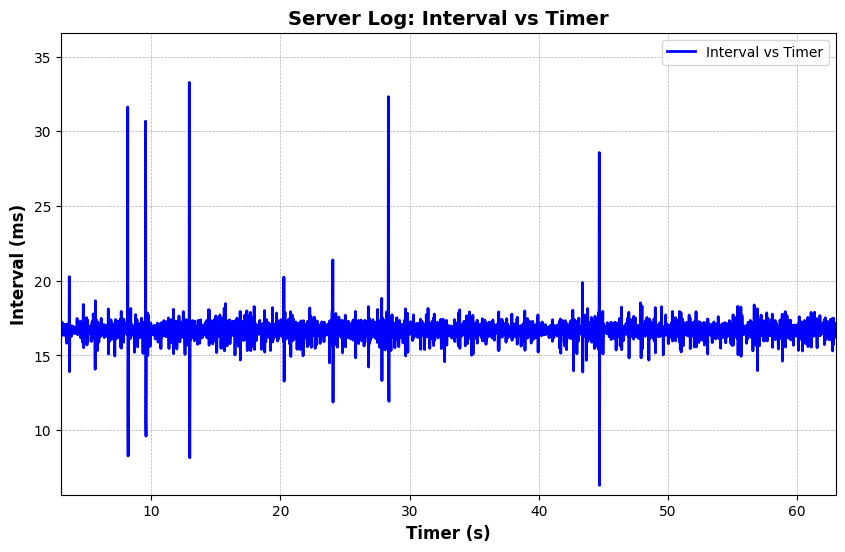 Server Log: Interval vs Timer
Interval vs Timer
35
30
25
20
15
10
Interval (ms)
10 20 30 40 50 60
Timer (s)